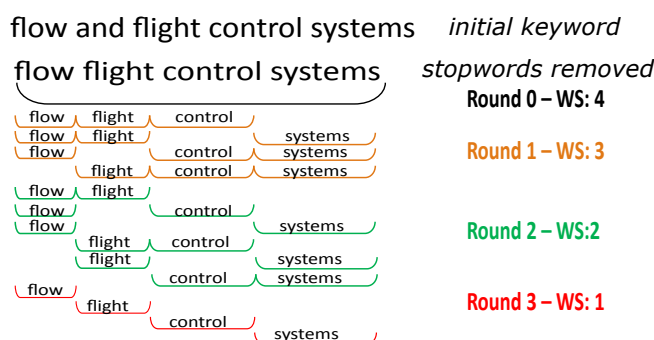 flow and flight control systems initial keyword
flow flight control systems stopwords removed
Round 0 – WS: 4
flow flight control
flow flight systems
flow control systems
Round 1 – WS: 3
flight control systems
flow flight
flow control
flow systems
Round 2 – WS:2
flight control
flight systems
control systems
flow
flight
Round 3 – WS: 1
control
systems